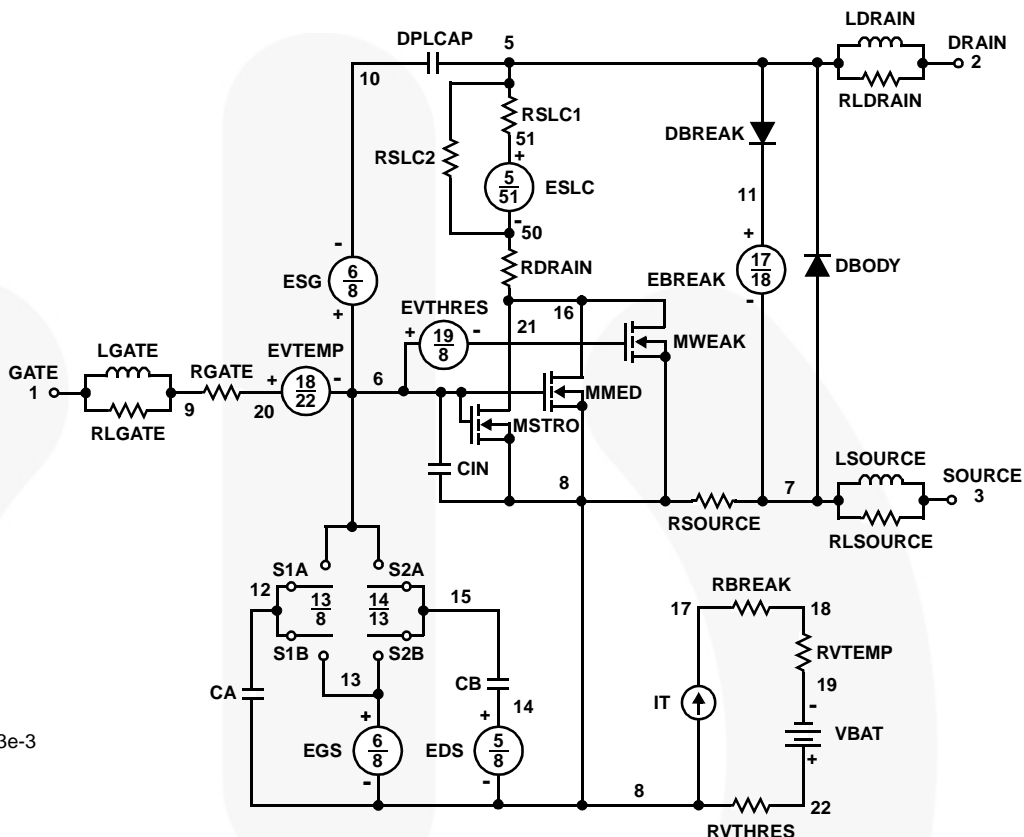 LDRAIN
DPLCAP
5
DRAIN
2
10
RLDRAIN
RSLC1
DBREAK
51
RSLC2
+
5
51
ESLC
11
-
50
-
+
17
18
DBODY
RDRAIN
EBREAK
6
8
ESG
-
EVTHRES
16
+
+
19
8
-
21
MWEAK
LGATE
EVTEMP
GATE
1
RGATE
+
18
22
-
6
MMED
9
20
MSTRO
RLGATE
LSOURCE
CIN
8
7
SOURCE
3
RSOURCE
RLSOURCE
S1A
S2A
12
13
8
14
13
15
RBREAK
17
18
S1B
S2B
RVTEMP
13
CB
19
CA
14
IT
-
+
+
VBAT
EGS
6
8
EDS
5
8
+
3e-3
-
-
8
22
RVTHRES